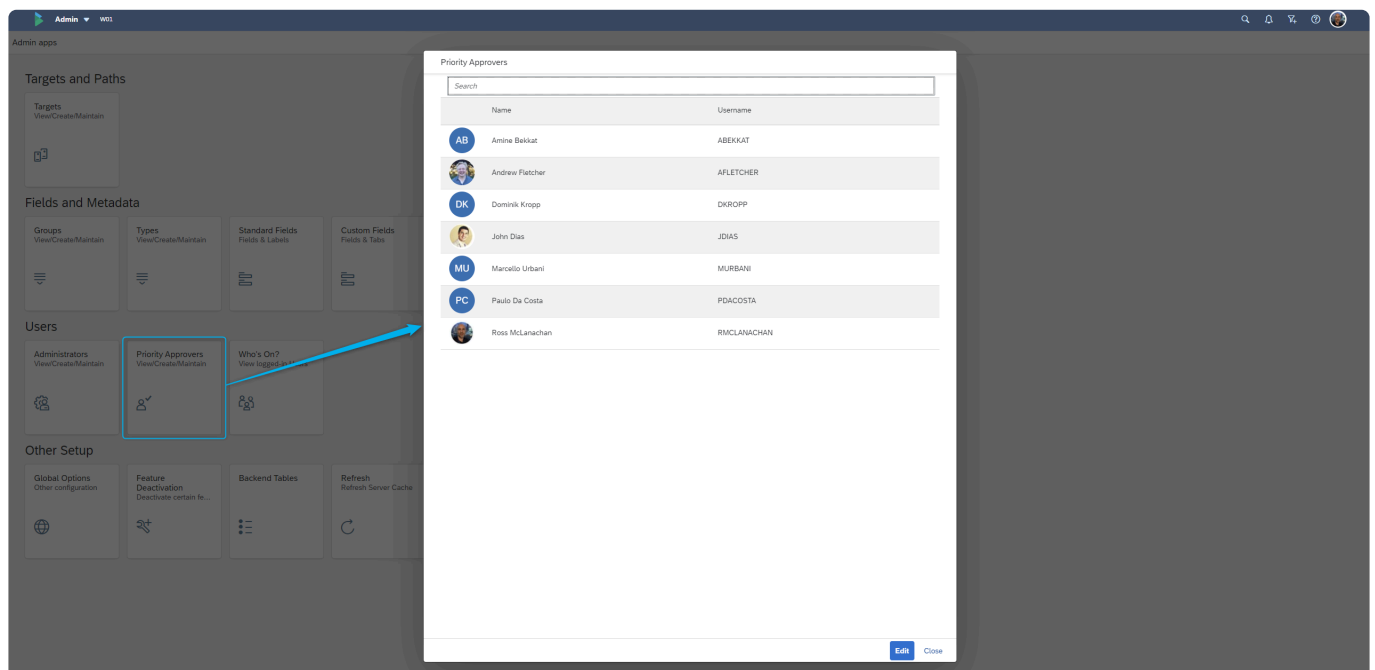 Admin W01
Admin apps
Targets and Paths
Targets
View/Create/Maintain
Fields and Metadata
Groups
View/Create/Maintain
Types
View/Create/Maintain
Standard Fields
Fields & Labels
Custom Fields
Fields & Tabs
Users
Administrators
View/Create/Maintain
Priority Approvers
View/Create/Maintain
Who's On?
View logged-in
Other Setup
Global Options
Other configuration
Feature
Deactivation
Deactivate certain fe...
Backend Tables
Refresh
Refresh Server Cache
Priority Approvers
Search
Name Username
AB Amine Bekkat ABEKKAT
Andrew Fletcher AFLETCHER
DK Dominik Kropp DKROPP
John Dias JDIAS
MU Marcello Urbani MURBANI
PC Paulo Da Costa PDACOSTA
Ross McLanachan RMCLANACHAN
Edit Close